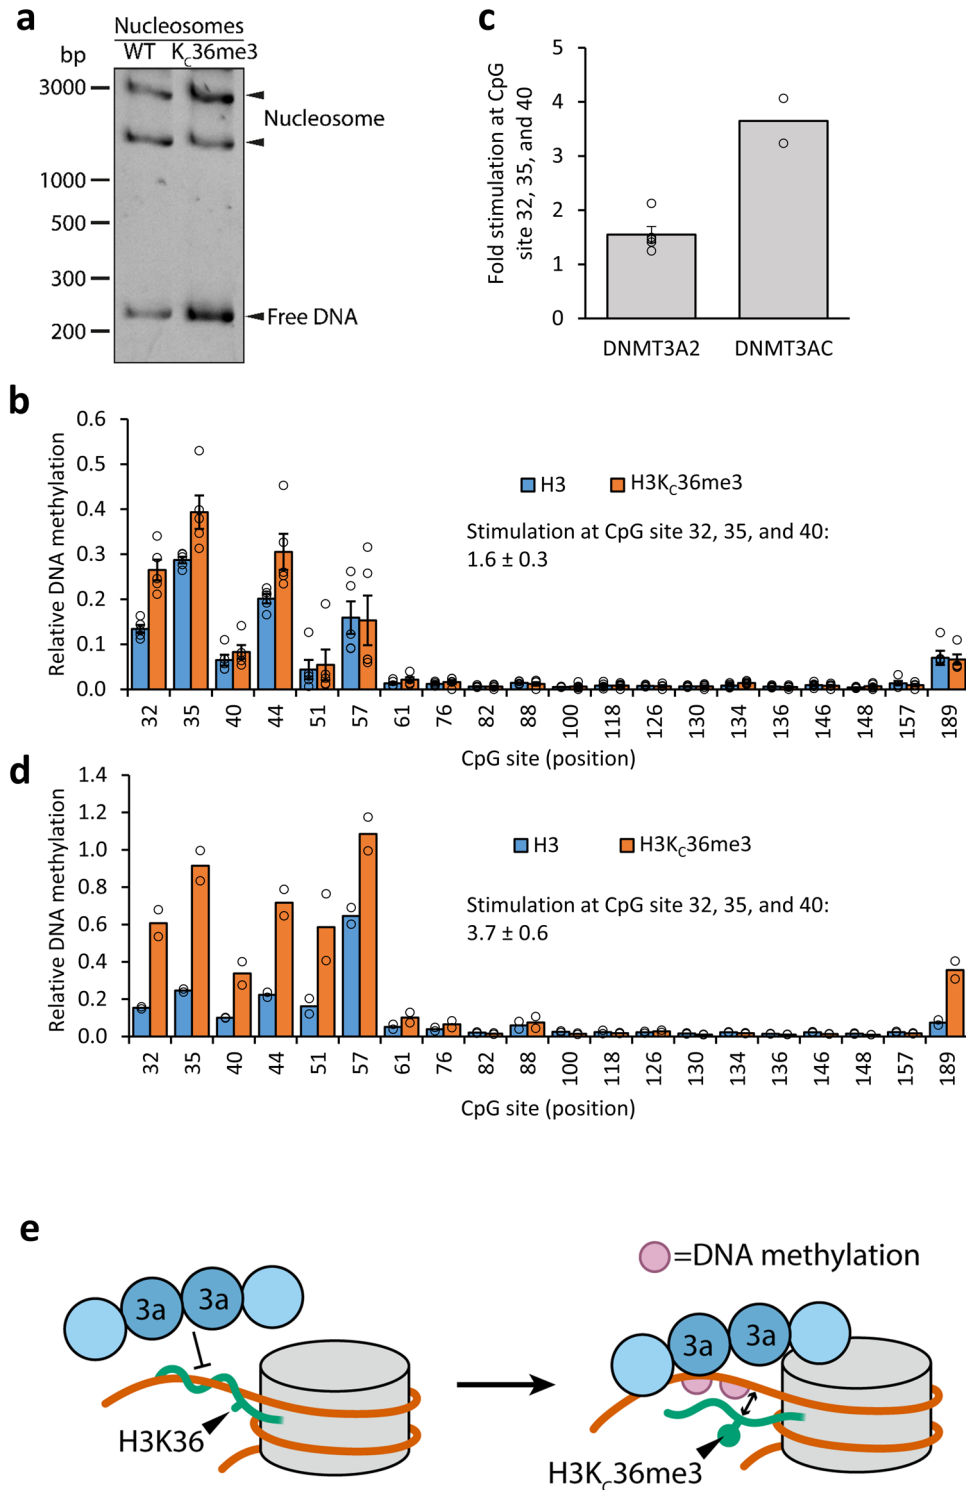 a
Nucleosomes
bp WT K_C36me3
3000
Nucleosome
1000
500
300
Free DNA
200
c
Fold stimulation at CpG
site 32, 35, and 40
5
4
3
2
1
0
DNMT3A2 DNMT3AC
b
Relative DNA methylation
0.6
0.5
0.4
0.3
0.2
0.1
0.0
H3 H3K_C36me3
Stimulation at CpG site 32, 35, and 40:
1.6 ± 0.3
32 35 40 44 51 57 61 76 82 88 100 118 126 130 134 136 146 148 157 189
CpG site (position)
d
Relative DNA methylation
1.4
1.2
1.0
0.8
0.6
0.4
0.2
0.0
H3 H3K_C36me3
Stimulation at CpG site 32, 35, and 40:
3.7 ± 0.6
32 35 40 44 51 57 61 76 82 88 100 118 126 130 134 136 146 148 157 189
CpG site (position)
e
=DNA methylation
3a 3a
3a 3a
H3K36
H3K_C36me3